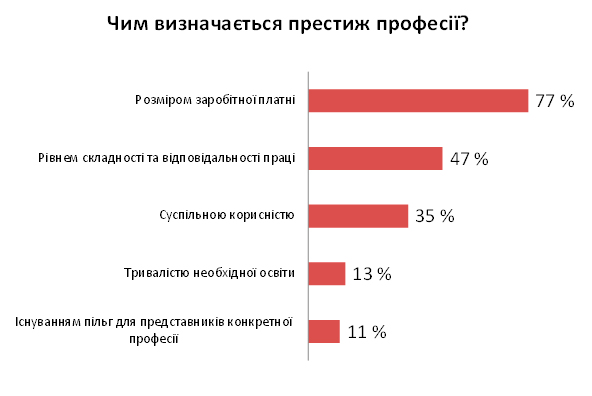 Чим визначається престиж професії?
Розміром заробітної платні
77 %
Рівнем складності та відповідальності праці
47 %
Суспільною корисністю
35 %
Тривалістю необхідної освіти
13 %
Існуванням пільг для представників конкретної
професії
11 %